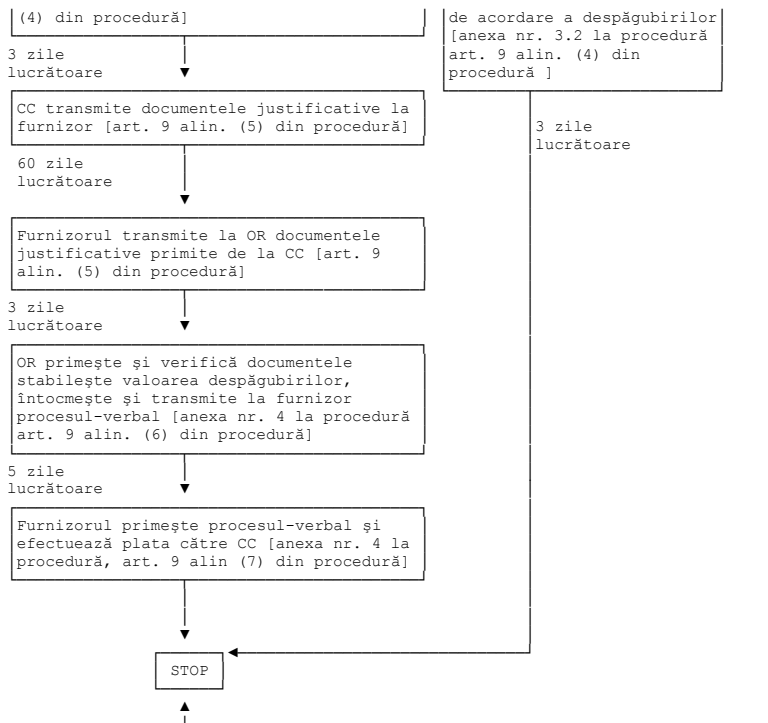 (4) din procedură]
3 zile
lucrătoare
CC transmite documentele justificative la
furnizor [art. 9 alin. (5) din procedură]
60 zile
lucrătoare
Furnizorul transmite la OR documentele
justificative primite de la CC [art. 9
alin. (5) din procedură]
3 zile
lucrătoare
OR primeşte şi verifică documentele
stabileşte valoarea despăgubirilor,
întocmeşte şi transmite la furnizor
procesul-verbal [anexa nr. 4 la procedură
art. 9 alin. (6) din procedură]
5 zile
lucrătoare
Furnizorul primeşte procesul-verbal şi
efectuează plata către CC [anexa nr. 4 la
procedură, art. 9 alin (7) din procedură]
de acordare a despăgubirilor
[anexa nr. 3.2 la procedură
art. 9 alin. (4) din
procedură ]
3 zile
lucrătoare
STOP